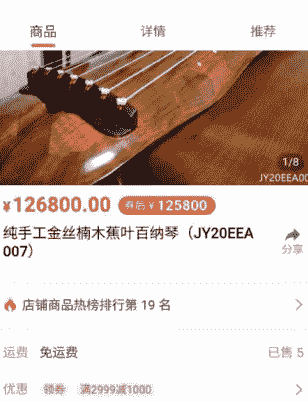 商品 详情 推荐
1/8
JY20EEA00
¥126800.00 券后 ¥ 125800
纯手工金丝楠木蕉叶百纳琴（JY20EEA
007）
分享
店铺商品热榜排行第 19 名
运费 免运费 已售 5
优惠 领券 满2999减1000